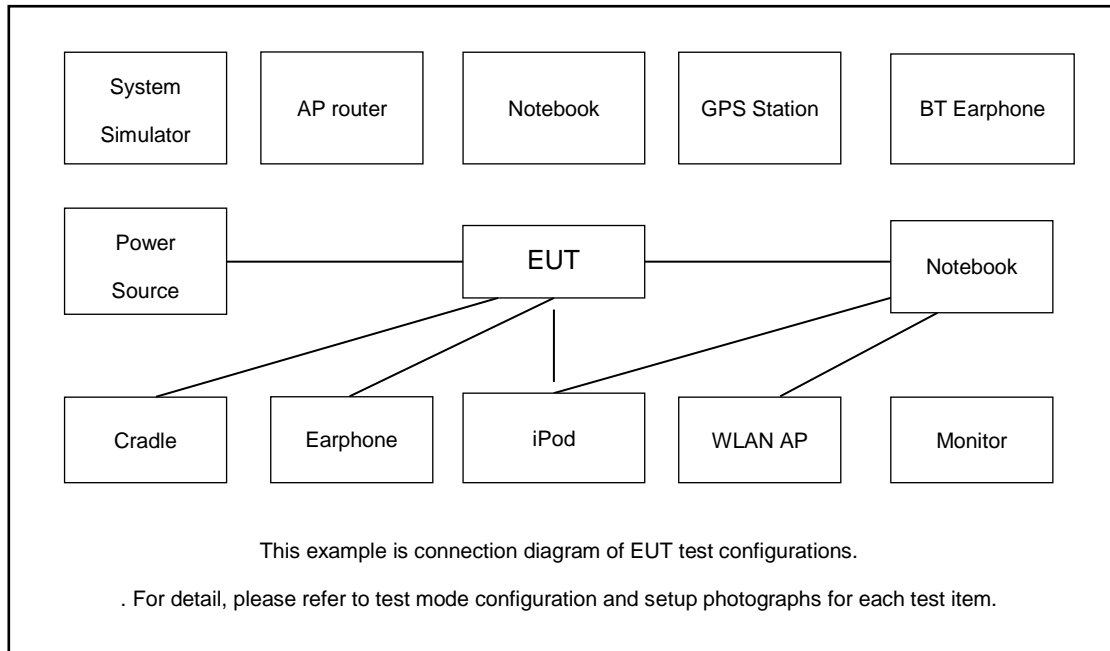 System
Simulator
AP router
Notebook
GPS Station
BT Earphone
Power
Source
EUT
Notebook
Cradle
Earphone
iPod
WLAN AP
Monitor
This example is connection diagram of EUT test configurations.
. For detail, please refer to test mode configuration and setup photographs for each test item.